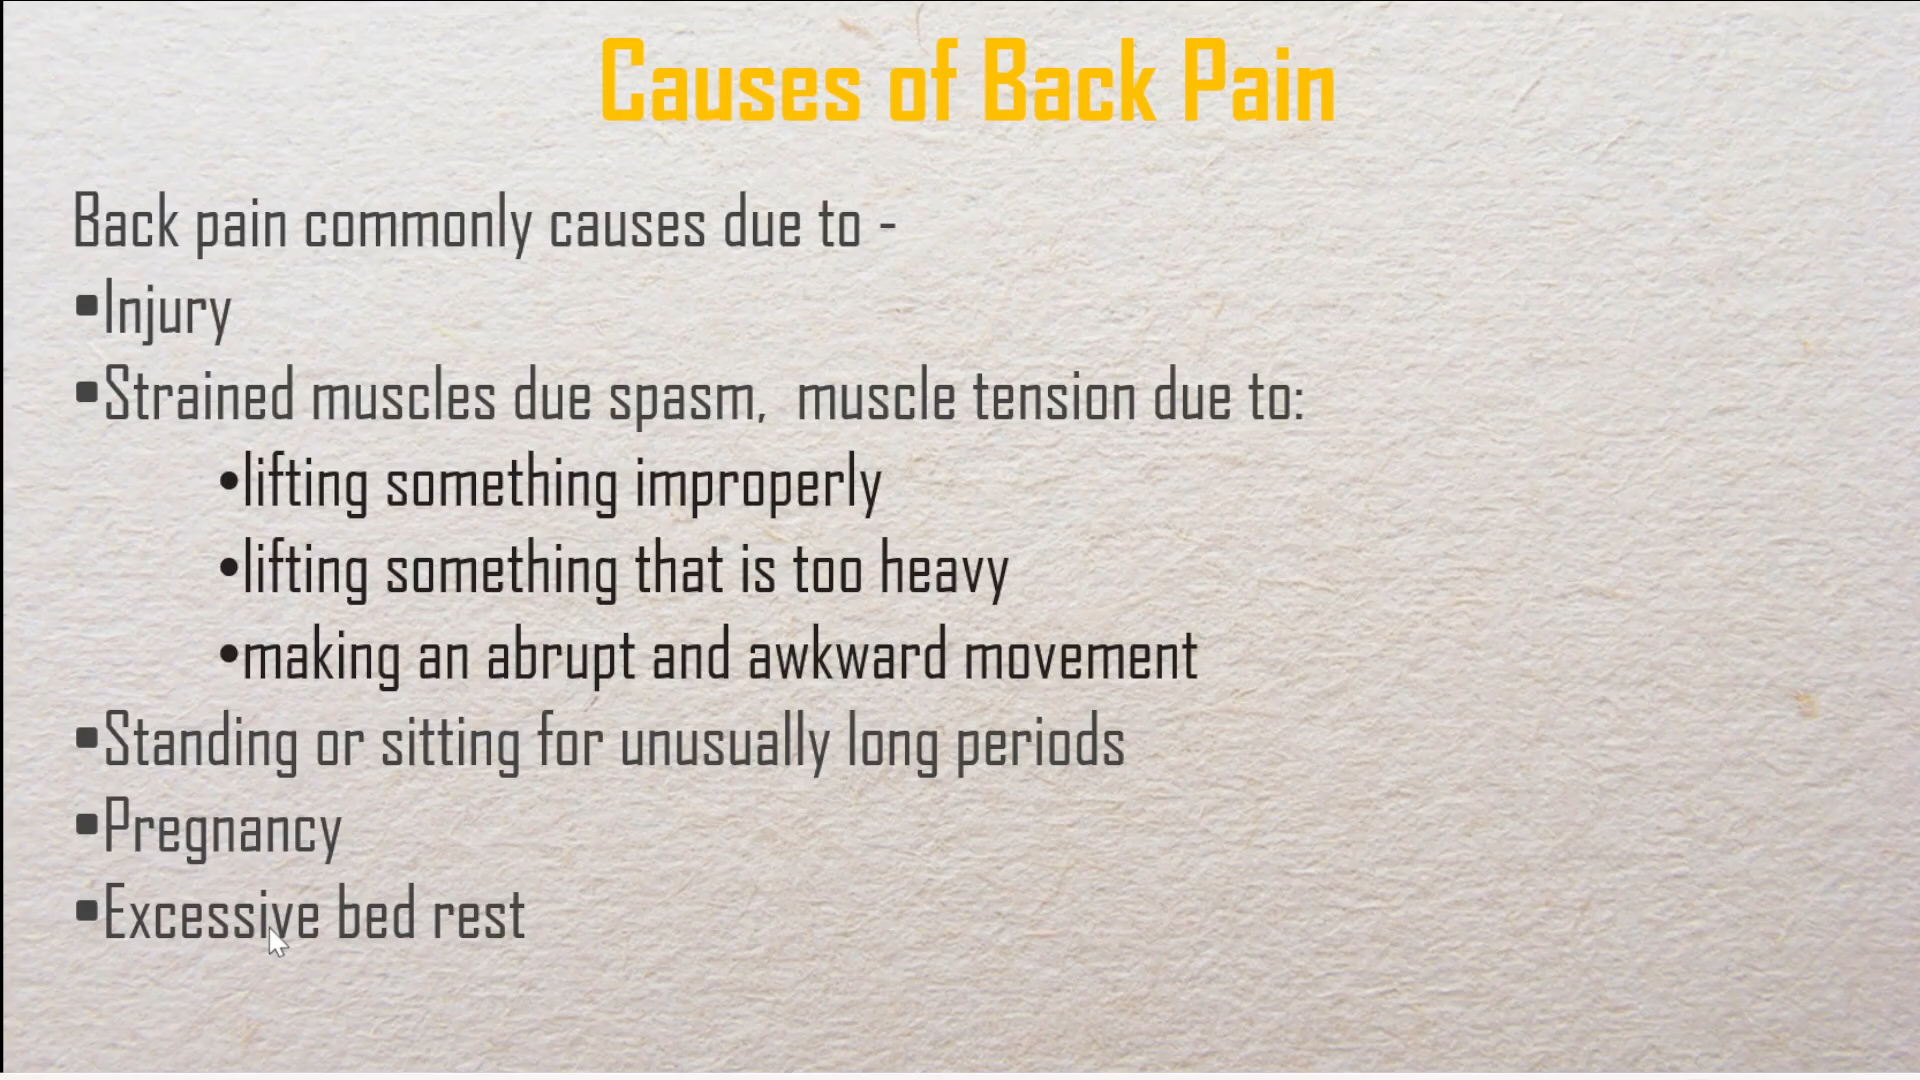 Causes of Back Pain
Back pain commonly causes due to -
▪Injury
▪Strained muscles due spasm,  muscle tension due to:
•lifting something improperly
•lifting something that is too heavy
•making an abrupt and awkward movement
▪Standing or sitting for unusually long periods
▪Pregnancy
▪Excessive bed rest